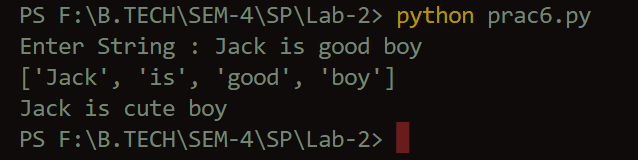 PS F:\B.TECH\SEM-4\SP\Lab-2> python prac6.py
Enter String : Jack is good boy
['Jack', 'is', 'good', 'boy']
Jack is cute boy
PS F:\B.TECH\SEM-4\SP\Lab-2>